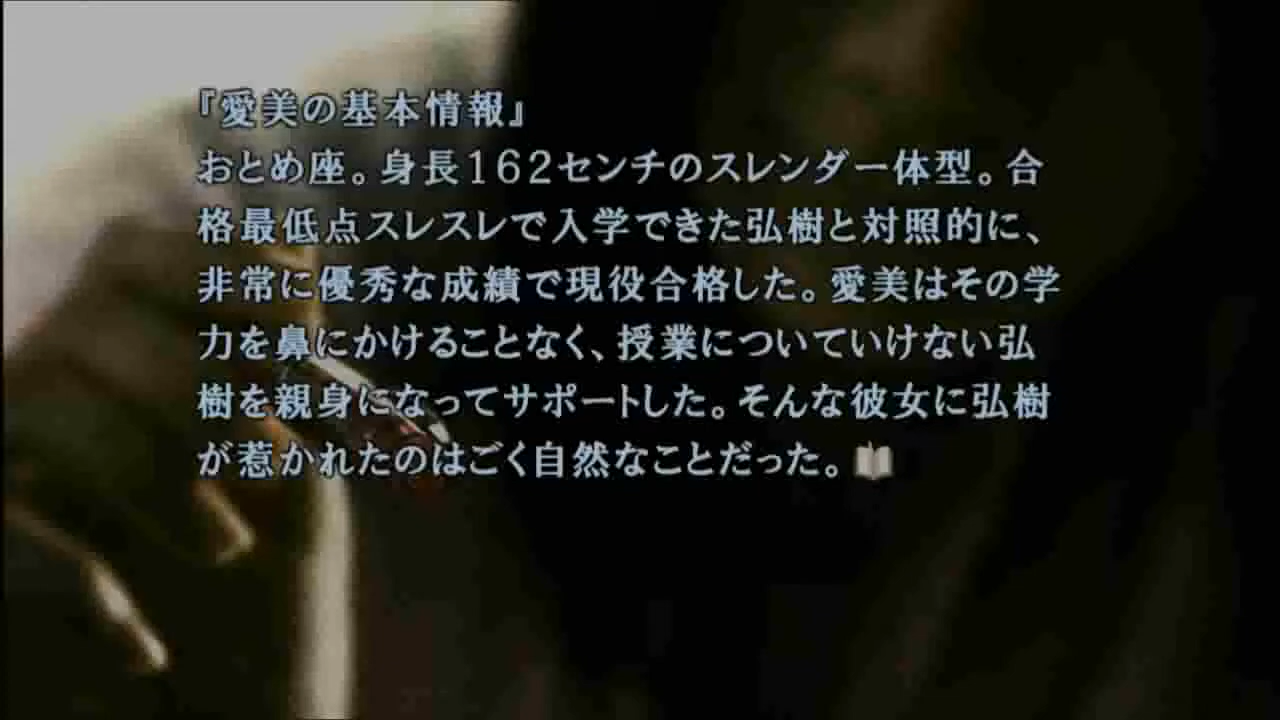 『愛美の基本情報』
おとめ座。身長162センチのスレンダー体型。合
格最低点スレスレで入学できた弘樹と対照的に、
非常に優秀な成績で現役合格した。愛美はその学
力を鼻にかけることなく、授業についていけない弘
樹を親身になってサポートした。そんな彼女に弘樹
が惹かれたのはごく自然なことだった。